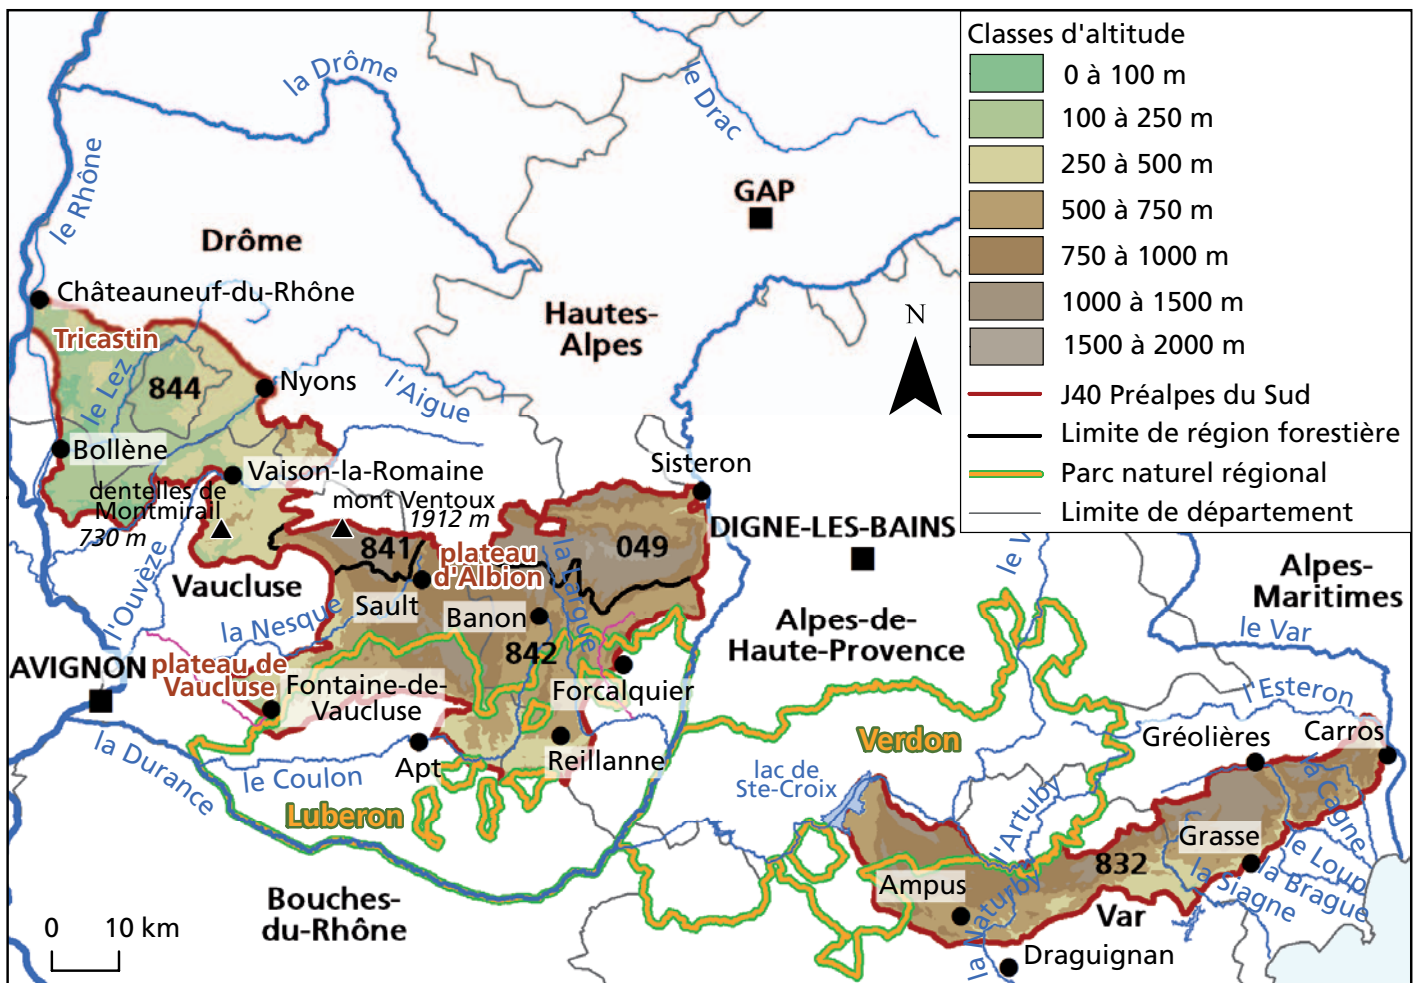 Classes d'altitude
0 à 100 m
100 à 250 m
250 à 500 m
500 à 750 m
750 à 1000 m
1000 à 1500 m
1500 à 2000 m
J40 Préalpes du Sud
Limite de région forestière
Parc naturel régional
Limite de département
la Drôme
le Drac
le Rhône
GAP
Drôme
Châteauneuf-du-Rhône
Hautes-
Alpes
N
Tricastin
le Lez
844
Nyons
l'Aigue
Bollène
Vaison-la-Romaine
Sisteron
dentelles de
Montmirail
730 m
mont Ventoux
1912 m
DIGNE-LES-BAINS
le V
841
plateau
d'Albion
la Largue
049
l'Ouvèze
Vaucluse
Sault
Banon
la Nesque
842
Alpes-
Maritimes
le Var
Alpes-de-
Haute-Provence
AVIGNON
plateau de
Vaucluse
Fontaine-de-
Vaucluse
Forcalquier
l'Esteron
Gréolières
Carros
la Durance
le Coulon
Apt
Reillanne
Verdon
lac de
Ste-Croix
Luberon
l'Artuby
la Cagne
Grasse
le Loup
la Brague
la Siagne
832
Ampus
la Naturby
Var
Bouches-
du-Rhône
Draguignan
0 10 km